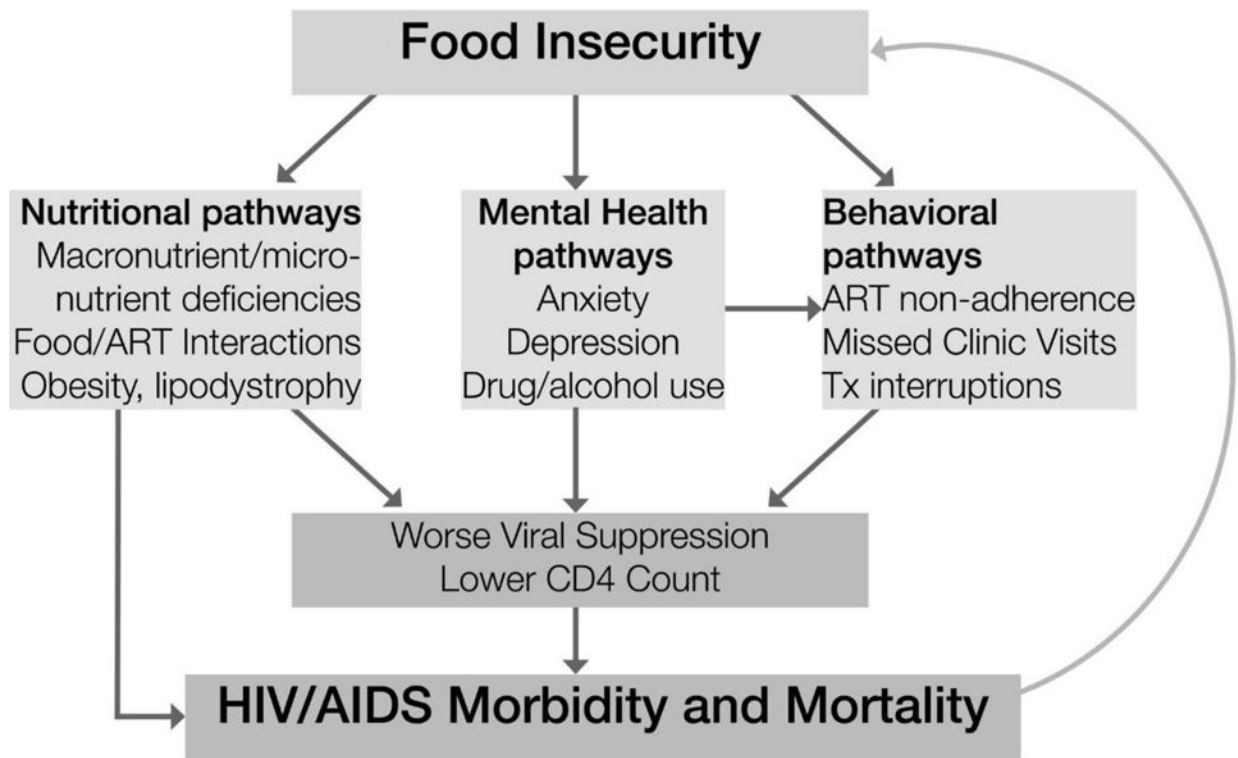 Food Insecurity
Nutritional pathways
Macronutrient/micro-
nutrient deficiencies
Food/ART Interactions
Obesity, lipodystrophy
Mental Health
pathways
Anxiety
Depression
Drug/alcohol use
Behavioral
pathways
ART non-adherence
Missed Clinic Visits
Tx interruptions
Worse Viral Suppression
Lower CD4 Count
HIV/AIDS Morbidity and Mortality